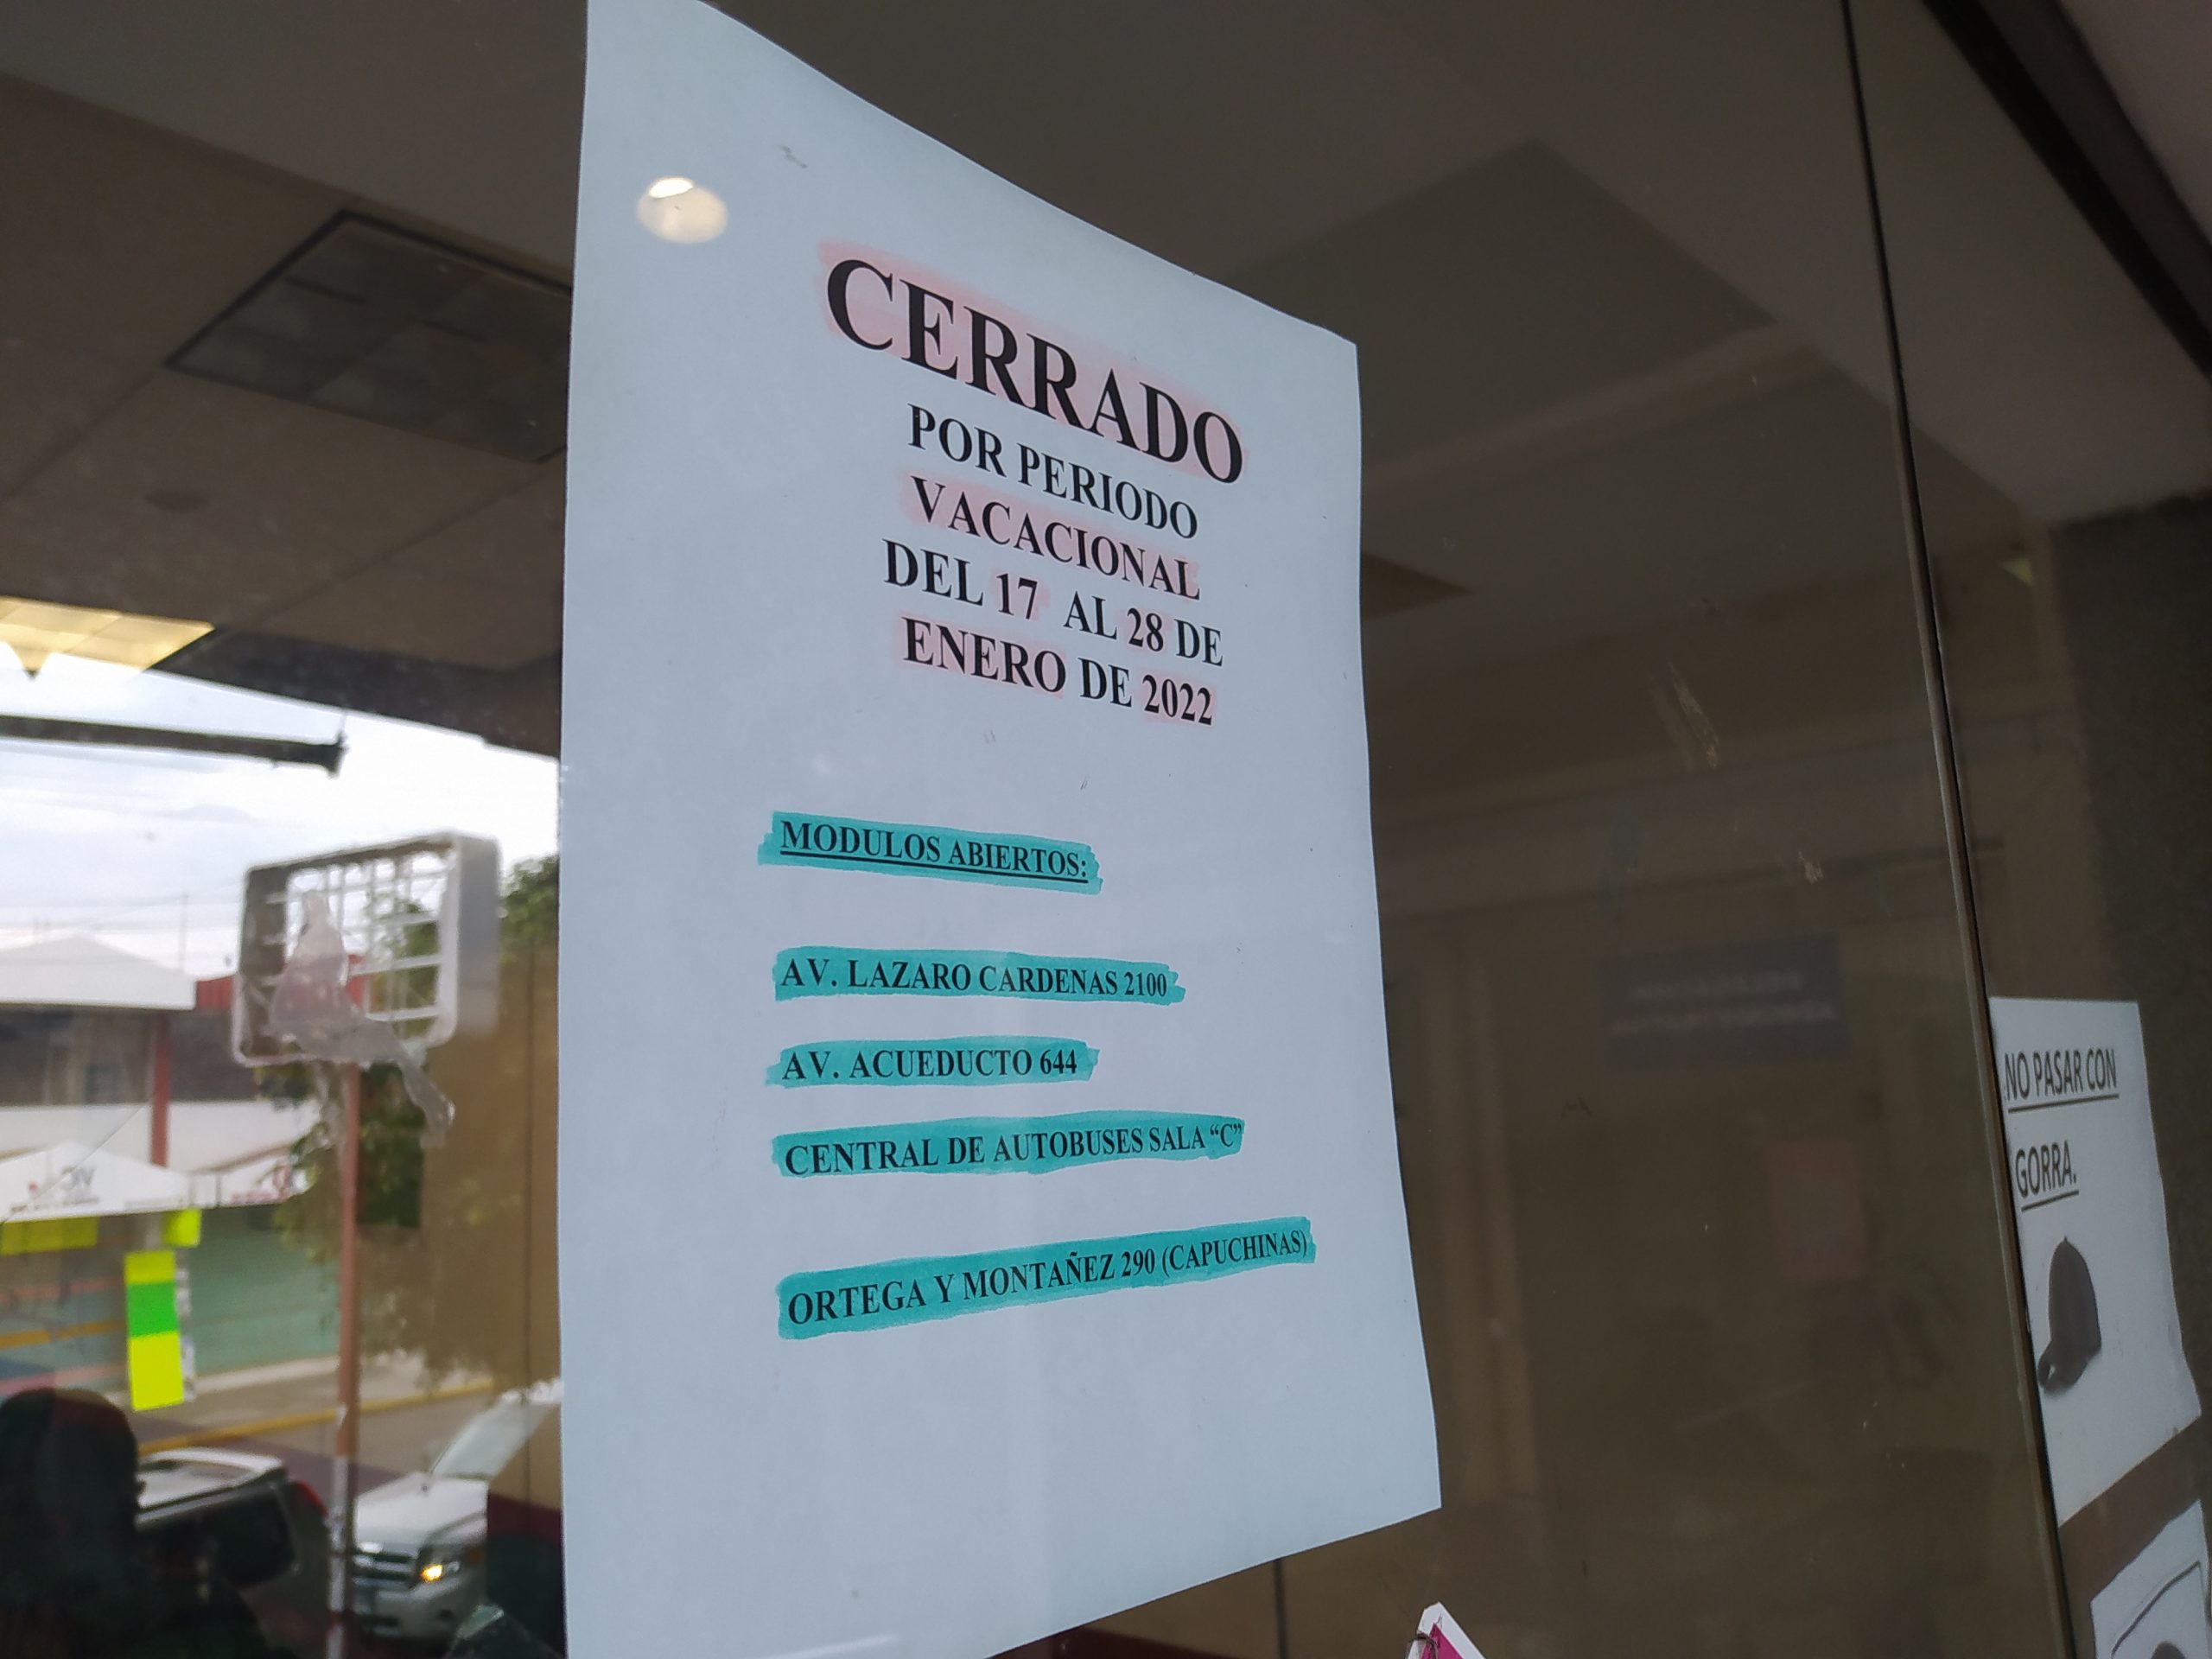 CERRADO
POR PERIODO
VACACIONAL
DEL 17 AL 28 DE
ENERO DE 2022
MODULOS ABIERTOS:
AV. LAZARO CARDENAS 2100
AV. ACUEDUCTO 644
CENTRAL DE AUTOBUSES SALA “C”
ORTEGA Y MONTAÑEZ 290 (CAPUCHINAS)
NO PASAR CON
GORRA.